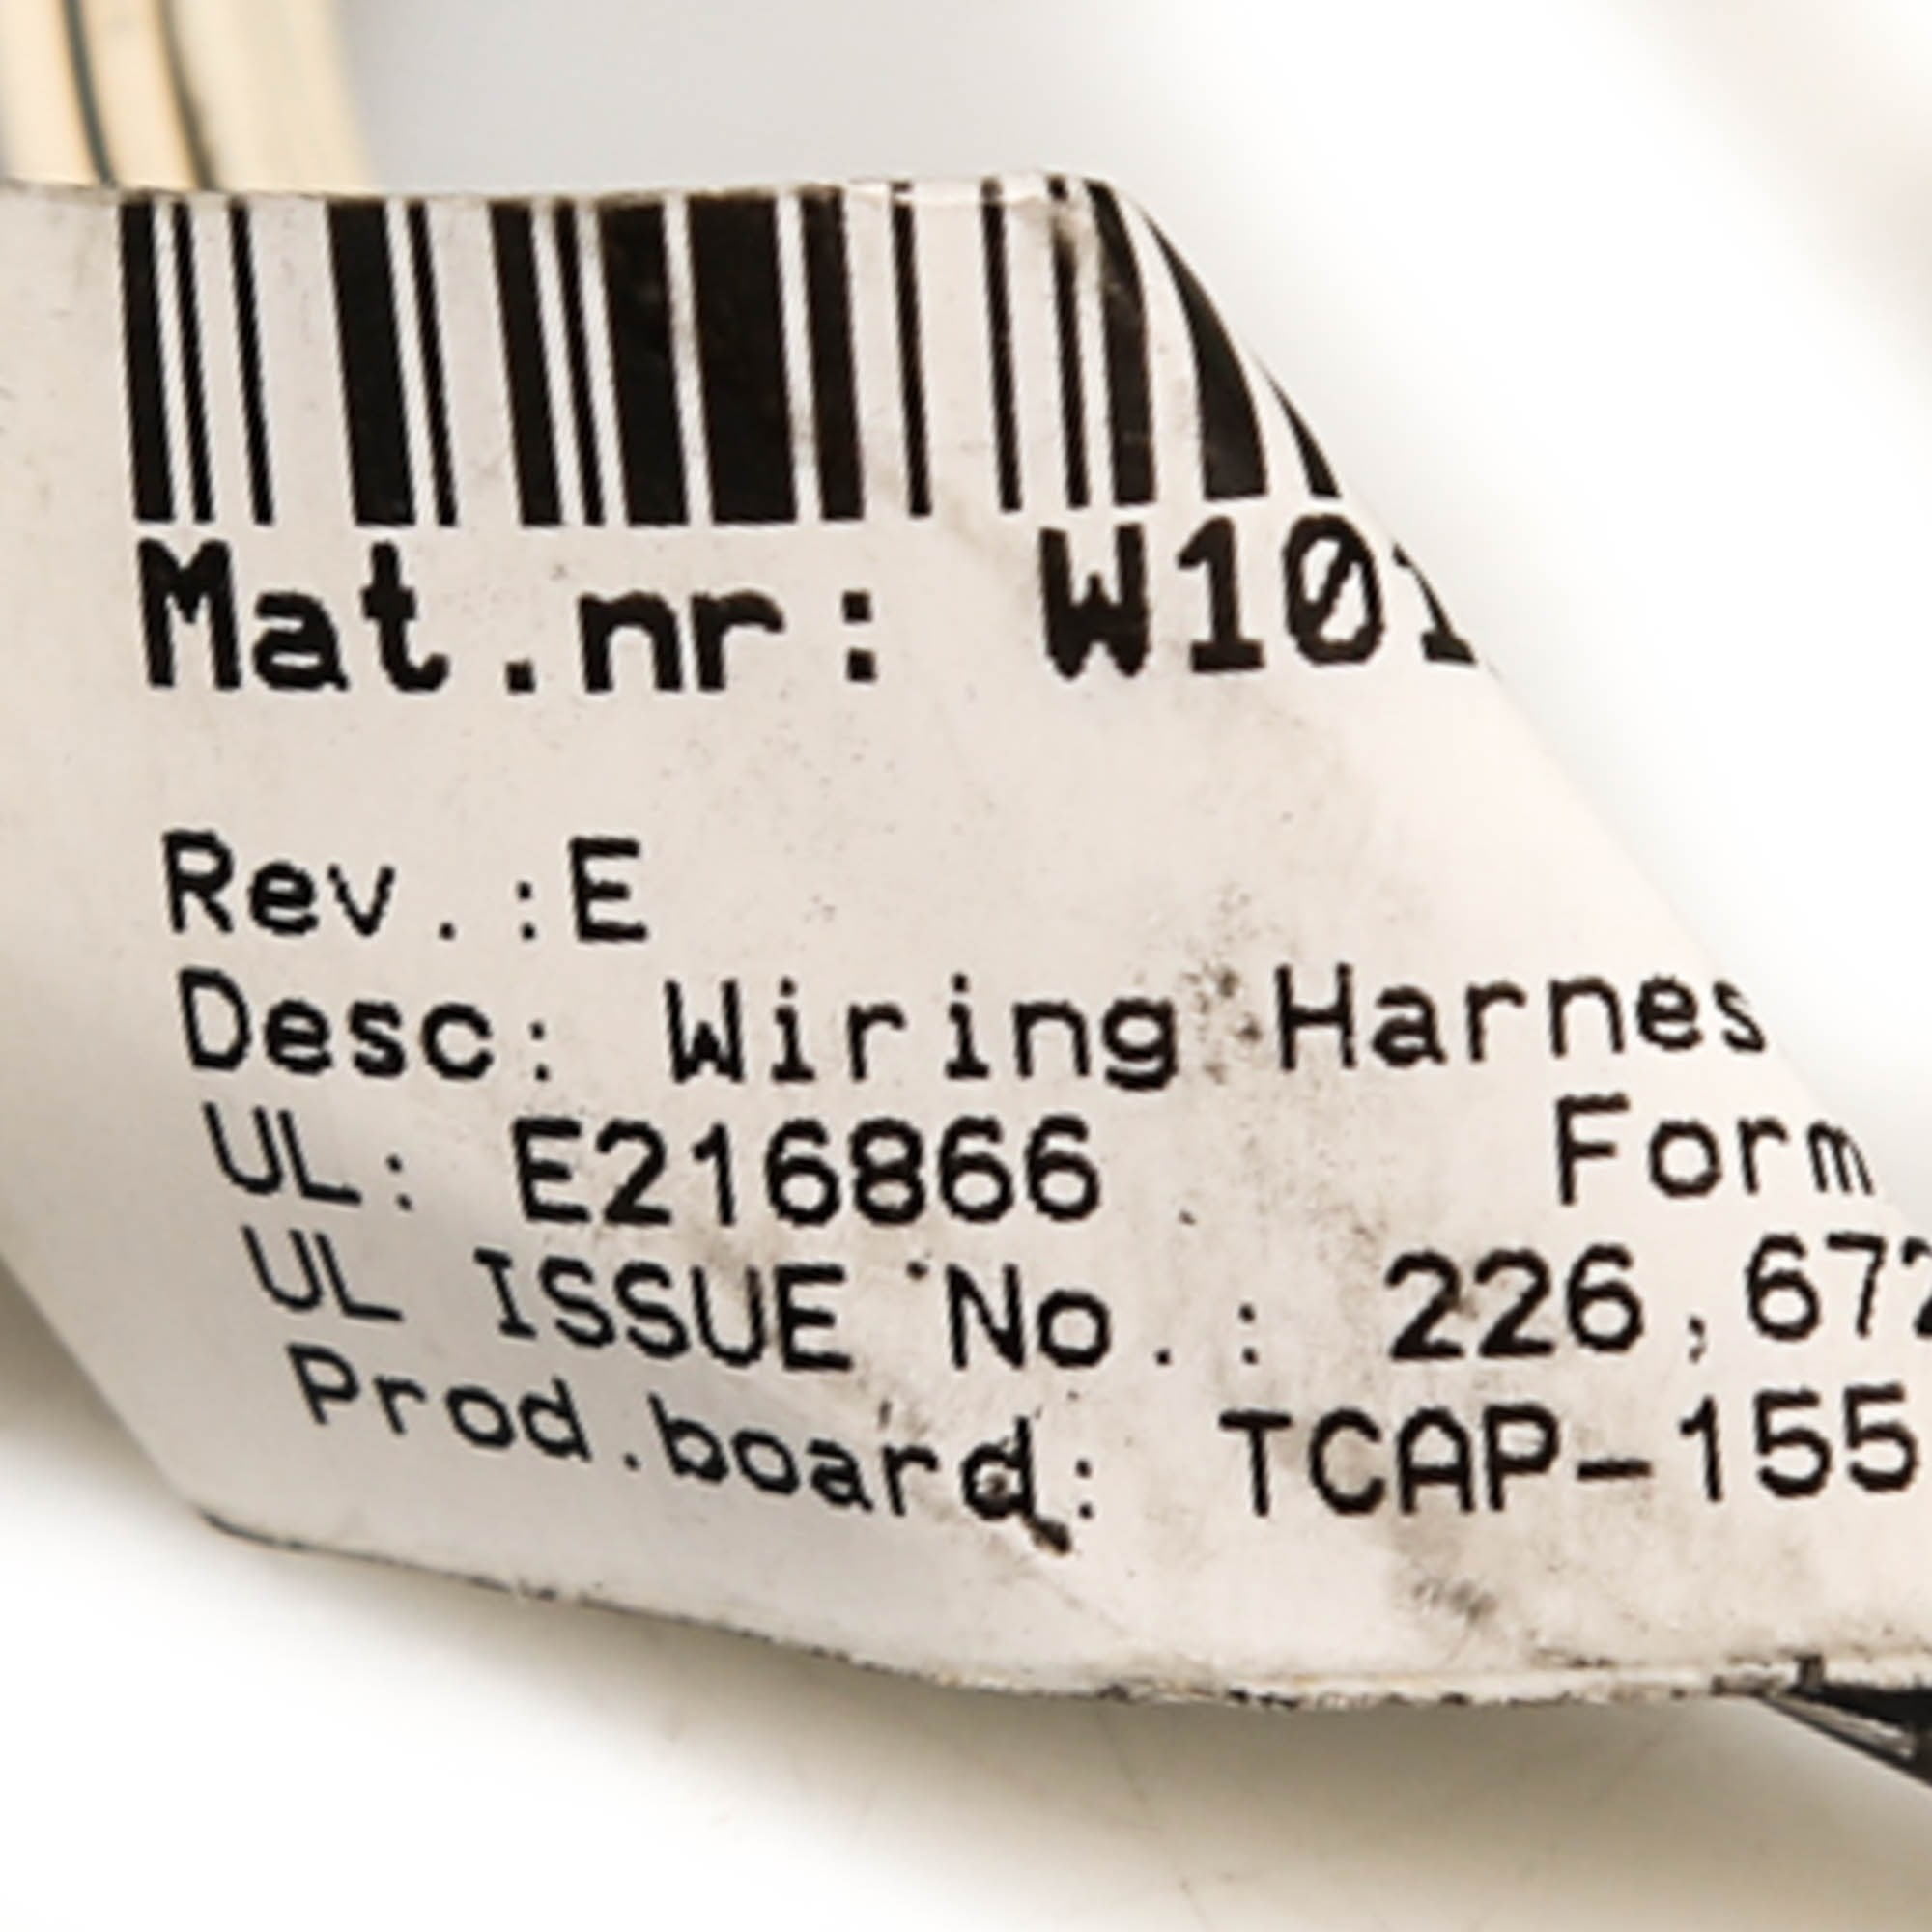 Mat.nr: W101
Rev.:E
Desc: Wiring Harnes
UL: E216866 Form
UL ISSUE No.: 226,672
Prod.board: TCAP-155